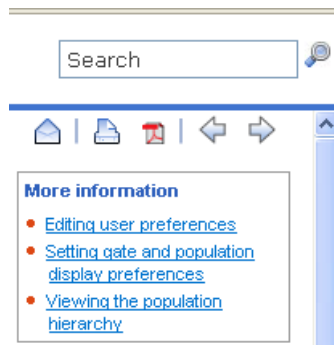 Search
More information
Editing user preferences
Setting gate and population
display preferences
Viewing the population
hierarchy